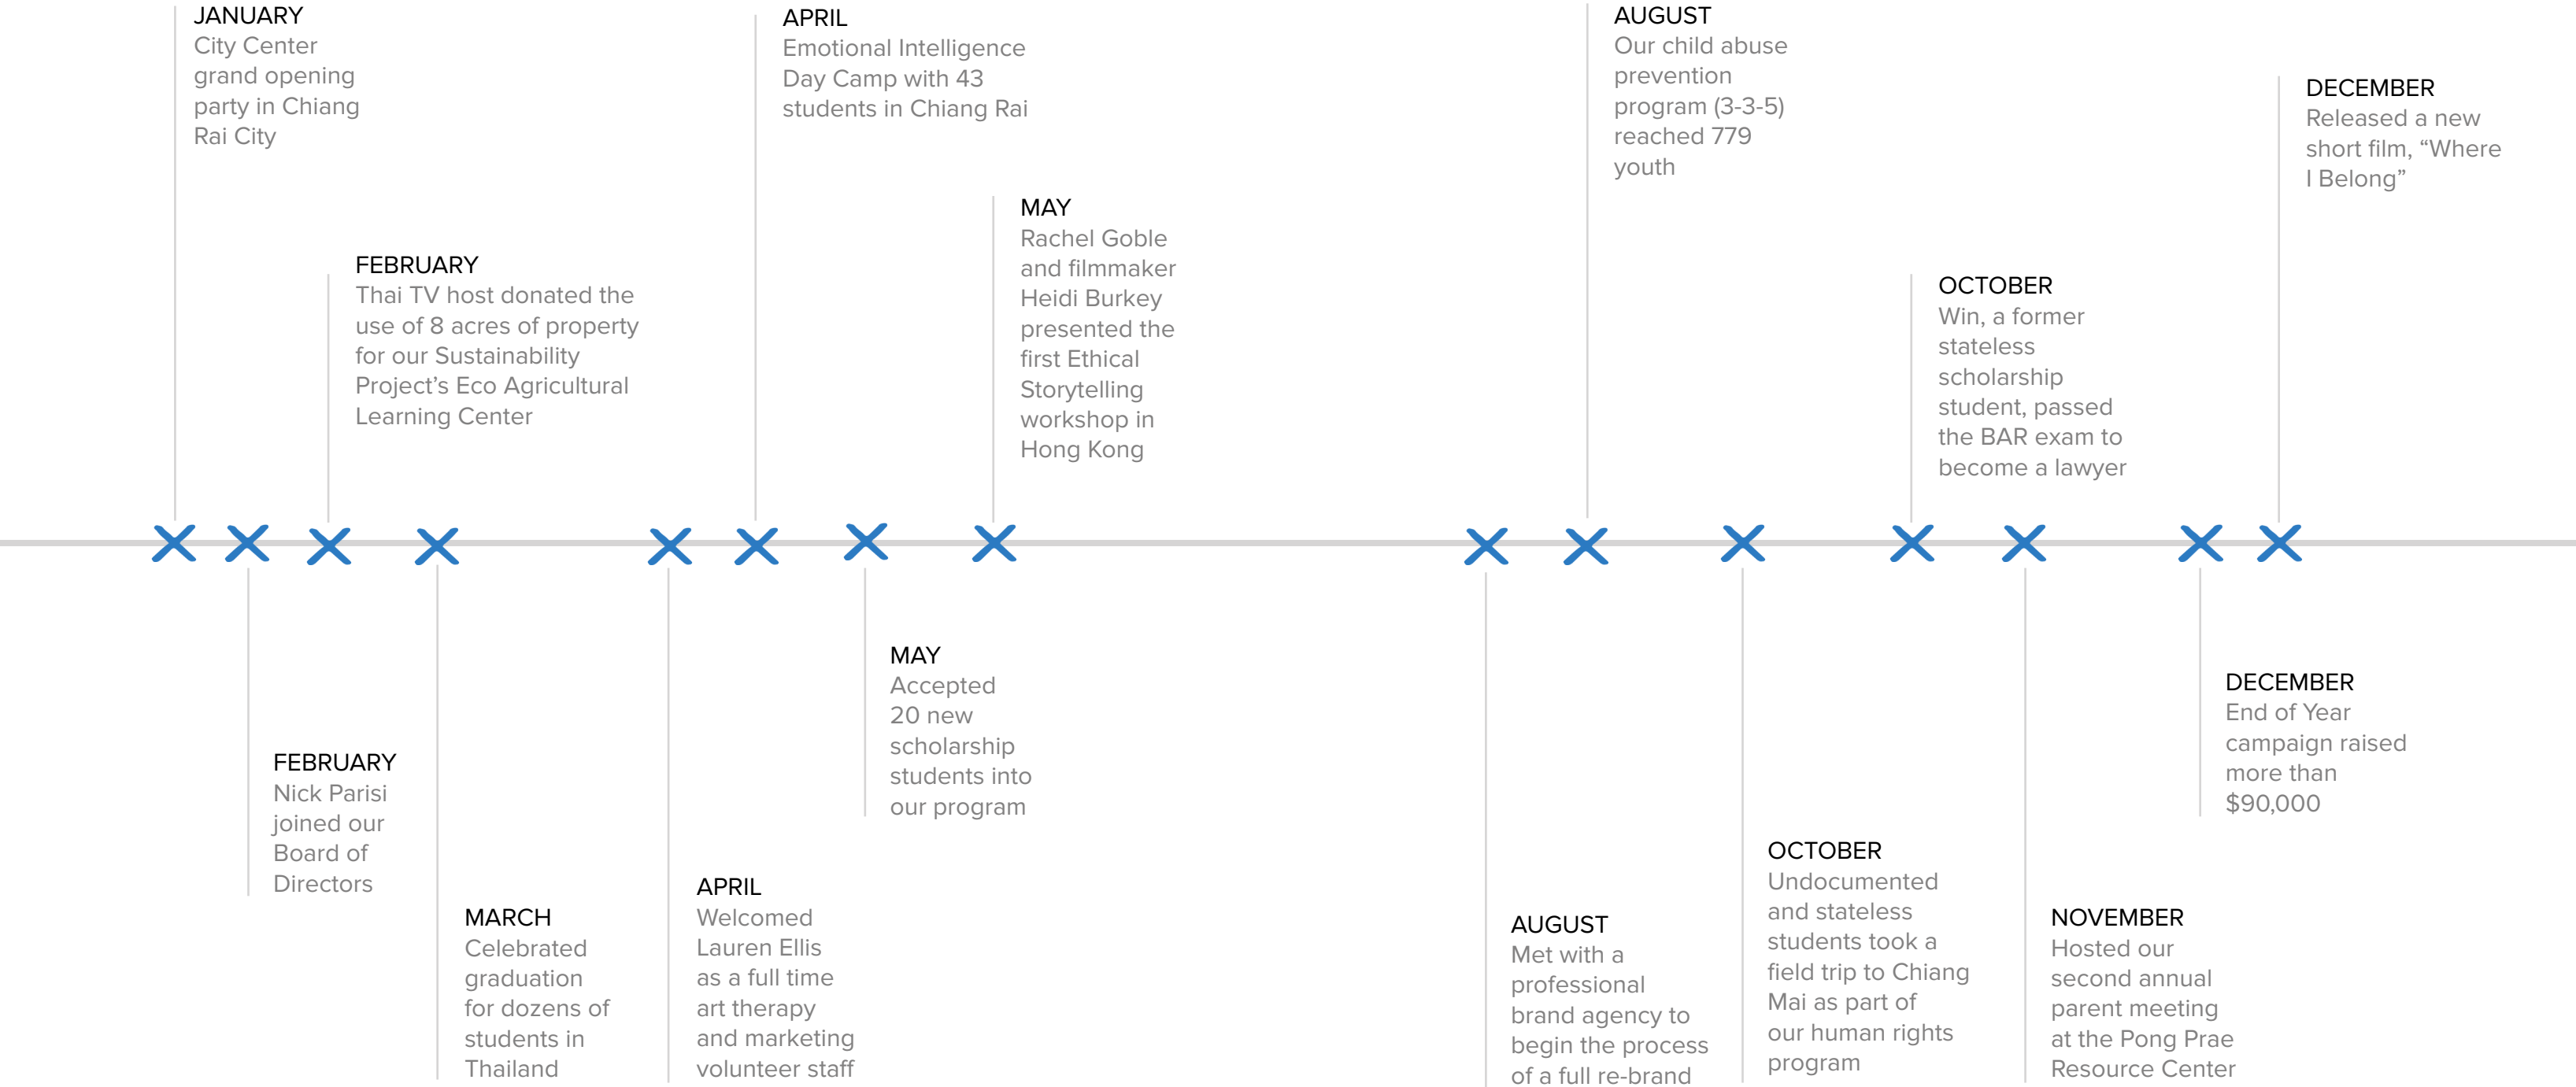 JANUARY
City Center
grand opening
party in Chiang
Rai City
FEBRUARY
Nick Parisi
joined our
Board of
Directors
FEBRUARY
Thai TV host donated the
use of 8 acres of property
for our Sustainability
Project’s Eco Agricultural
Learning Center
MARCH
Celebrated
graduation
for dozens of
students in
Thailand
APRIL
Welcomed
Lauren Ellis
as a full time
art therapy
and marketing
volunteer staff
APRIL
Emotional Intelligence
Day Camp with 43
students in Chiang Rai
MAY
Accepted
20 new
scholarship
students into
our program
MAY
Rachel Goble
and filmmaker
Heidi Burkey
presented the
first Ethical
Storytelling
workshop in
Hong Kong
AUGUST
Met with a
professional
brand agency to
begin the process
of a full re-brand
AUGUST
Our child abuse
prevention
program (3-3-5)
reached 779
youth
OCTOBER
Undocumented
and stateless
students took a
field trip to Chiang
Mai as part of
our human rights
program
OCTOBER
Win, a former
stateless
scholarship
student, passed
the BAR exam to
become a lawyer
NOVEMBER
Hosted our
second annual
parent meeting
at the Pong Prae
Resource Center
DECEMBER
End of Year
campaign raised
more than
$90,000
DECEMBER
Released a new
short film, “Where
I Belong”